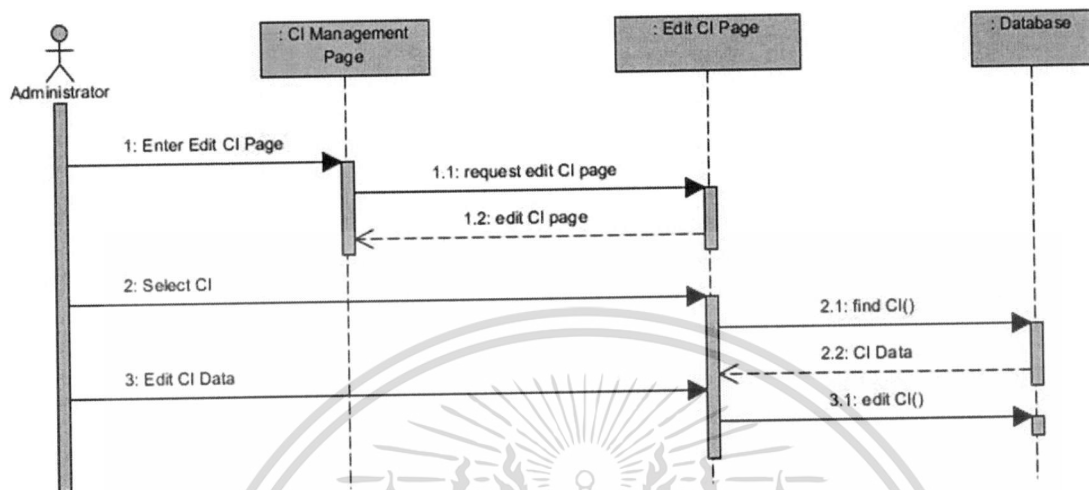 : CI Management
Page
: Edit CI Page
: Database
Administrator
1: Enter Edit CI Page
1.1: request edit CI page
1.2: edit CI page
2: Select CI
2.1: find CI()
2.2: CI Data
3: Edit CI Data
3.1: edit CI()